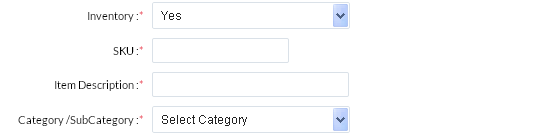 Inventory :* Yes
SKU :*
Item Description :*
Category /SubCategory :* Select Category